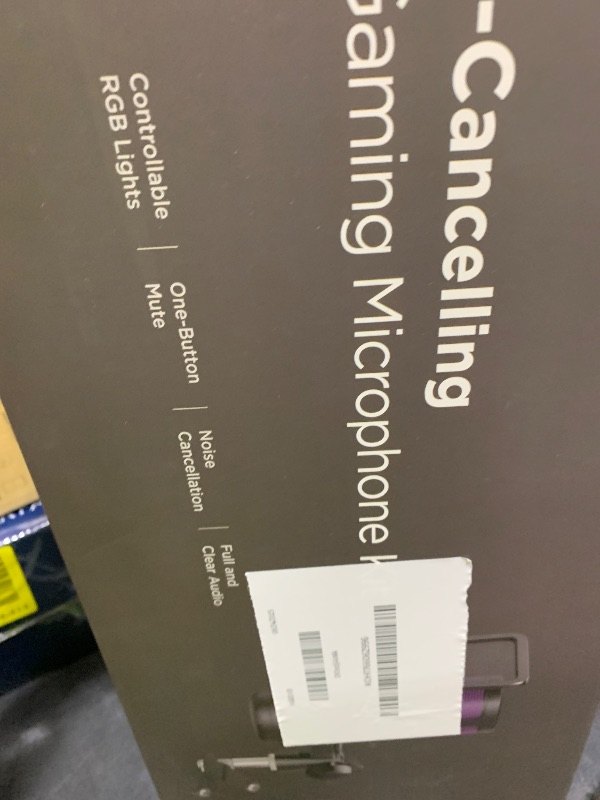 -Cancelling
Gaming Microphone
Controllable
RGB Lights
One-Button
Mute
Noise
Cancellation
Full and
Clear Audio